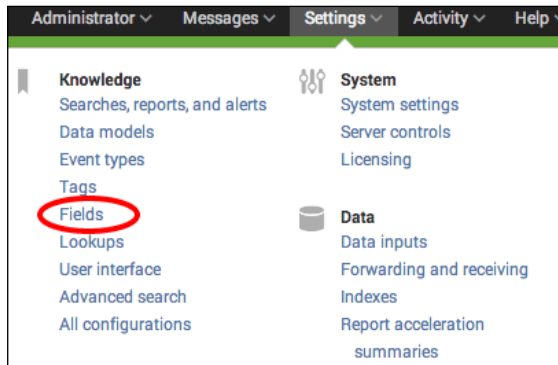 Administrator Messages Settings Activity Help
Knowledge
Searches, reports, and alerts
Data models
Event types
Tags
Fields
Lookups
User interface
Advanced search
All configurations
System
System settings
Server controls
Licensing
Data
Data inputs
Forwarding and receiving
Indexes
Report acceleration
summaries